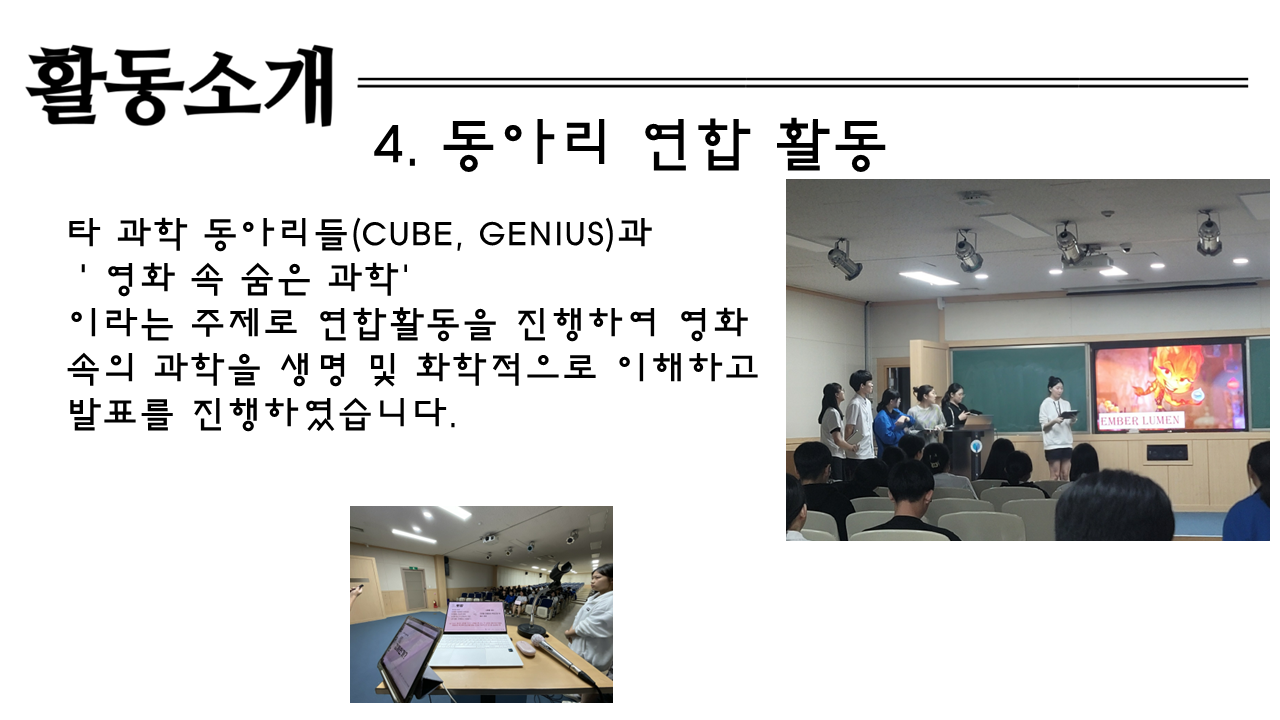 활동소개
4. 동아리 연합 활동
타 과학 동아리들(CUBE, GENIUS)과
' 영화 속 숨은 과학'
이라는 주제로 연합활동을 진행하여 영화
속의 과학을 생명 및 화학적으로 이해하고
발표를 진행하였습니다.
EMBER LUMEN